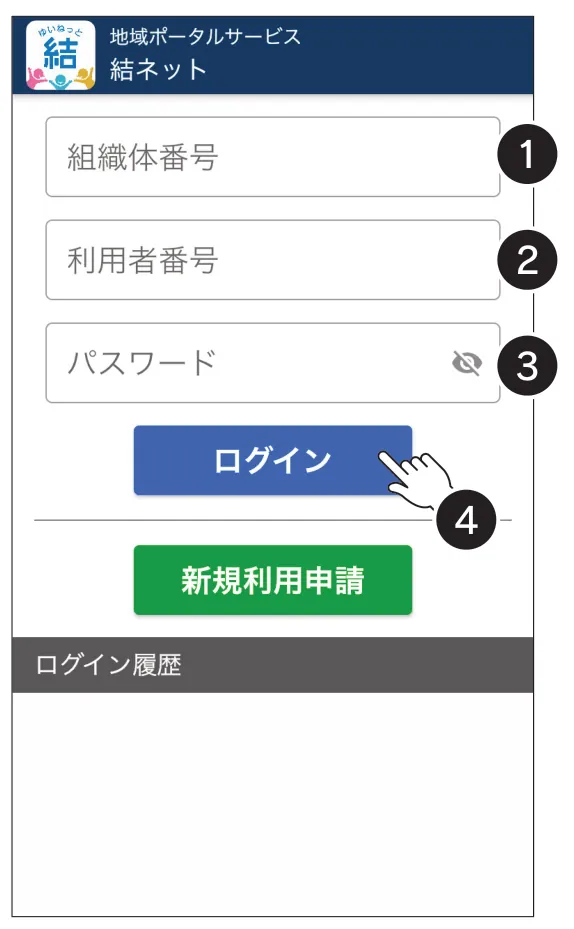 ゆいねっと
結
地域ポータルサービス
結ネット
組織体番号
1
利用者番号
2
パスワード
3
ログイン
4
新規利用申請
ログイン履歴